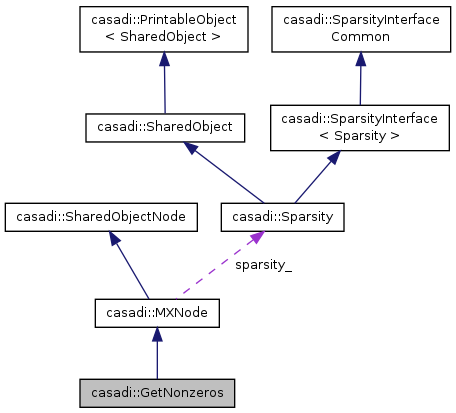 casadi::PrintableObject
< SharedObject >
casadi::SparsityInterface
Common
casadi::SharedObject
casadi::SparsityInterface
< Sparsity >
casadi::SharedObjectNode
casadi::Sparsity
sparsity_
casadi::MXNode
casadi::GetNonzeros